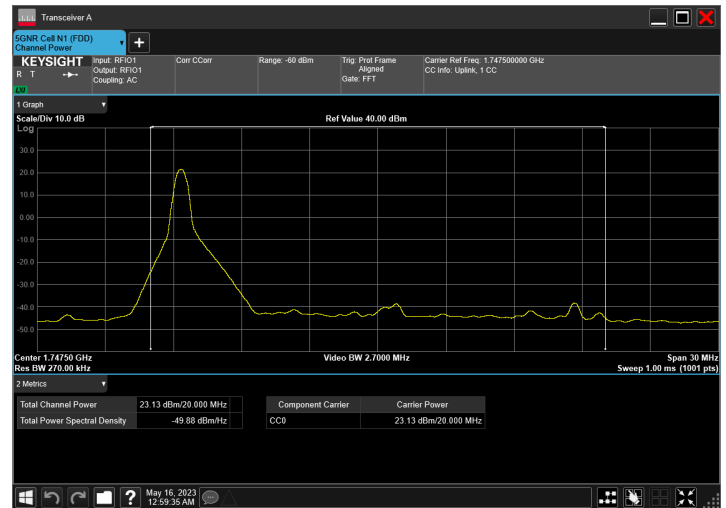 Transceiver A
5GNR Cell N1 (FDD)
Channel Power
KEYSIGHT
R T
LXI
Input: RFIO1
Output: RFIO1
Coupling: AC
Corr CCorr
Range: -60 dBm
Trig: Prot Frame
Aligned
Gate: FFT
Carrier Ref Freq: 1.747500000 GHz
CC Info: Uplink, 1 CC
1 Graph
Scale/Div 10.0 dB
Ref Value 40.00 dBm
Log
30.0
20.0
10.0
0.00
-10.0
-20.0
-30.0
-40.0
-50.0
Center 1.74750 GHz
Video BW 2.7000 MHz
Span 30 MHz
Res BW 270.00 kHz
Sweep 1.00 ms (1001 pts)
2 Metrics
Total Channel Power 23.13 dBm/20.000 MHz
Total Power Spectral Density -49.88 dBm/Hz
Component Carrier Carrier Power
CC0 23.13 dBm/20.000 MHz
May 16, 2023
12:59:35 AM